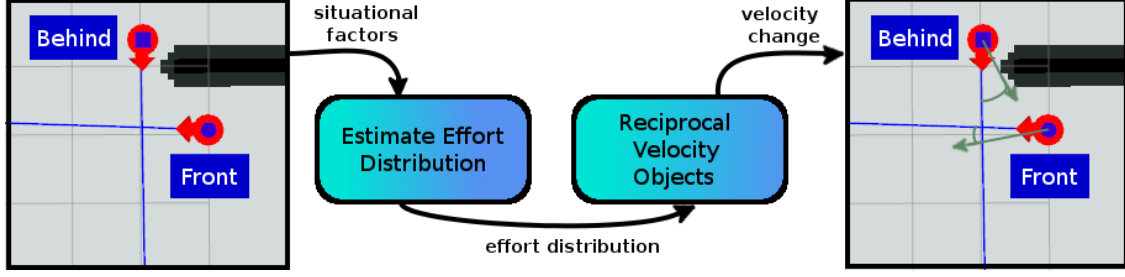 Behind
Front
situational
factors
Estimate Effort
Distribution
effort distribution
Reciprocal
Velocity
Objects
velocity
change
Behind
Front